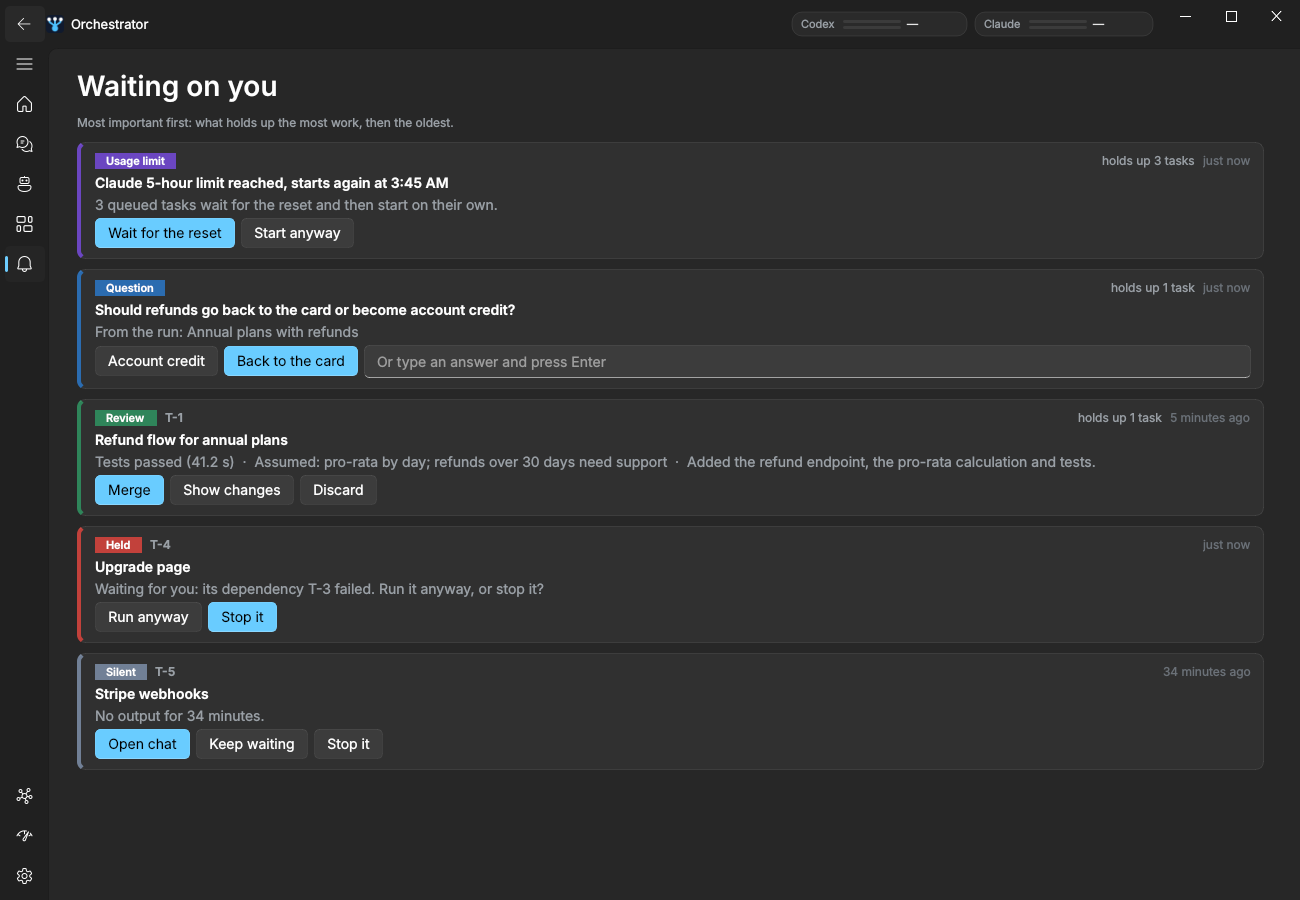 Orchestrator
Codex —
Claude —
Waiting on you
Most important first: what holds up the most work, then the oldest.
Usage limit holds up 3 tasks just now
Claude 5-hour limit reached, starts again at 3:45 AM
3 queued tasks wait for the reset and then start on their own.
Wait for the reset Start anyway
Question holds up 1 task just now
Should refunds go back to the card or become account credit?
From the run: Annual plans with refunds
Account credit Back to the card Or type an answer and press Enter
Review T-1 holds up 1 task 5 minutes ago
Refund flow for annual plans
Tests passed (41.2 s) · Assumed: pro-rata by day; refunds over 30 days need support · Added the refund endpoint, the pro-rata calculation and tests.
Merge Show changes Discard
Held T-4 just now
Upgrade page
Waiting for you: its dependency T-3 failed. Run it anyway, or stop it?
Run anyway Stop it
Silent T-5 34 minutes ago
Stripe webhooks
No output for 34 minutes.
Open chat Keep waiting Stop it